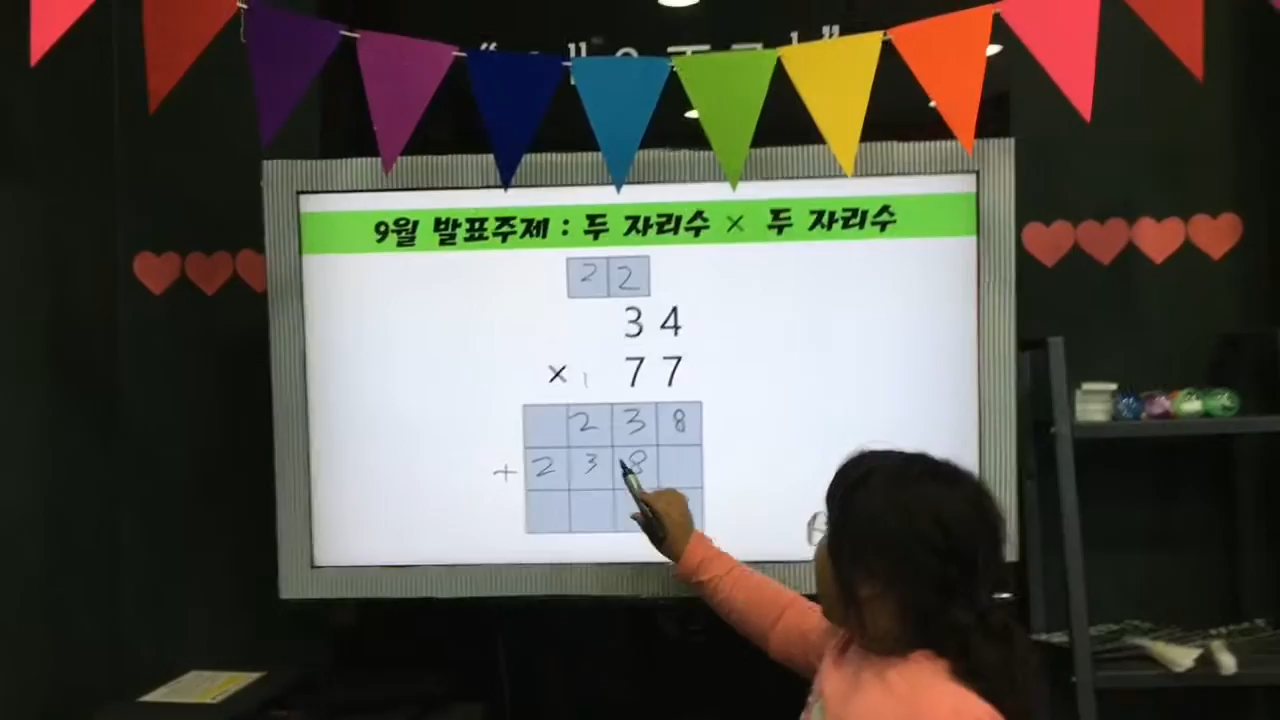 9월 발표주제 : 두 자리수 × 두 자리수
2 2
3 4
× 1 7 7
2 3 8
+ 2 3 8